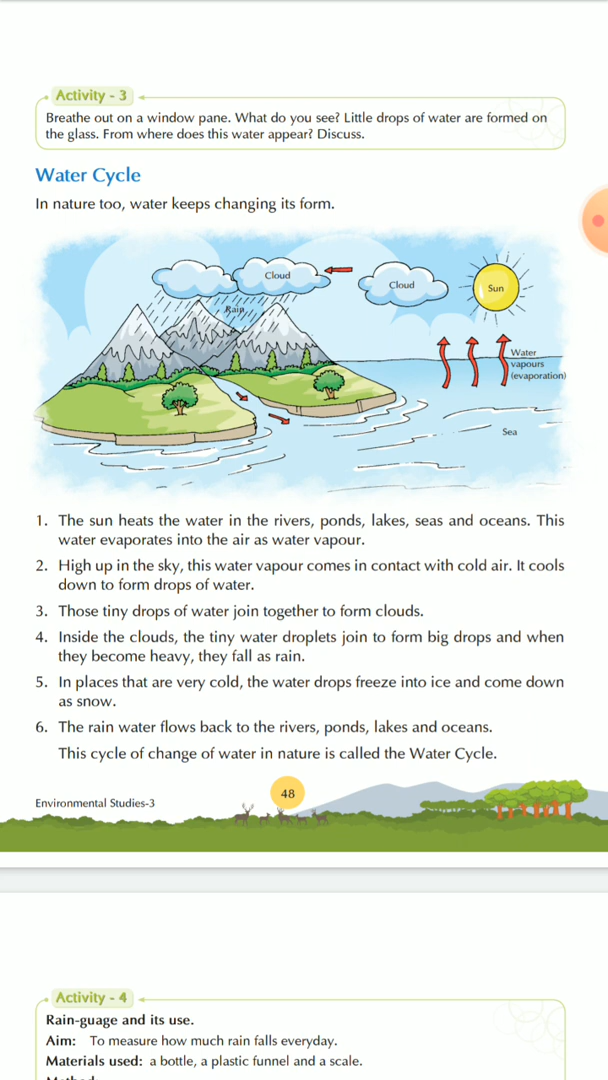 Activity - 3
Breathe out on a window pane. What do you see? Little drops of water are formed on
the glass. From where does this water appear? Discuss.
Water Cycle
In nature too, water keeps changing its form.
Cloud
Cloud
Sun
Rain
Water
vapours
(evaporation)
Sea
1. The sun heats the water in the rivers, ponds, lakes, seas and oceans. This
water evaporates into the air as water vapour.
2. High up in the sky, this water vapour comes in contact with cold air. It cools
down to form drops of water.
3. Those tiny drops of water join together to form clouds.
4. Inside the clouds, the tiny water droplets join to form big drops and when
they become heavy, they fall as rain.
5. In places that are very cold, the water drops freeze into ice and come down
as snow.
6. The rain water flows back to the rivers, ponds, lakes and oceans.
This cycle of change of water in nature is called the Water Cycle.
48
Environmental Studies-3
Activity - 4
Rain-guage and its use.
Aim: To measure how much rain falls everyday.
Materials used: a bottle, a plastic funnel and a scale.